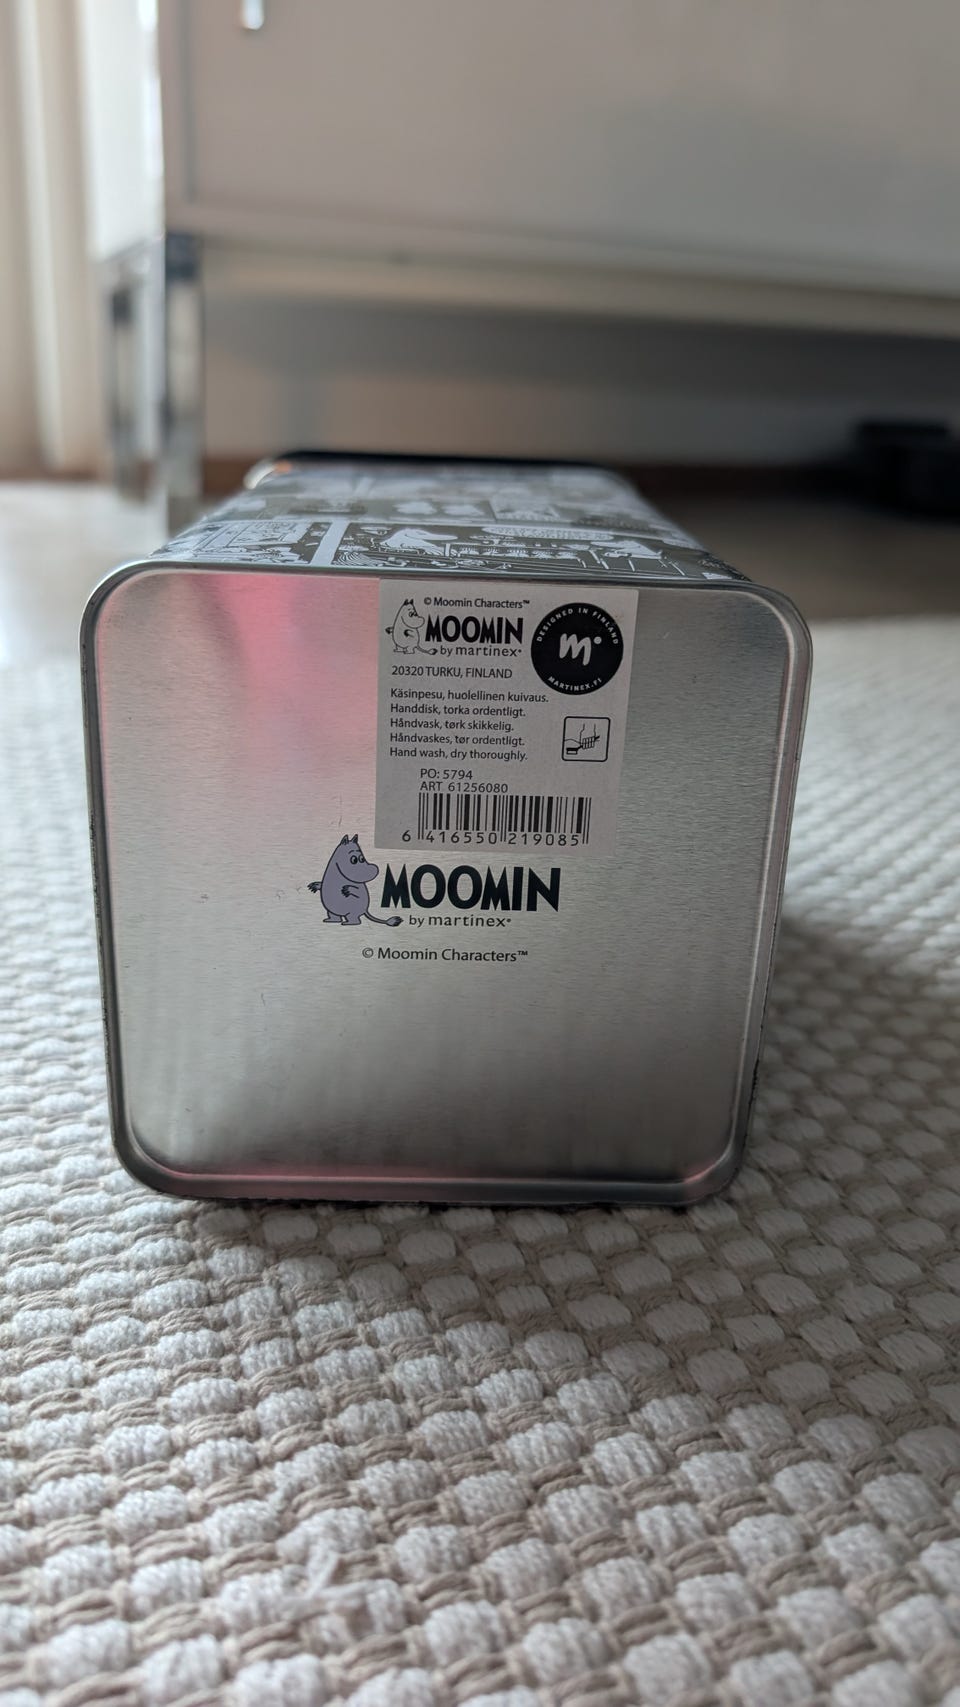 © Moomin Characters™
MOOMIN
by martinex®
20320 TURKU, FINLAND
DESIGNED IN FINLAND
m
MARTINEX.FI
Käsinpesu, huolellinen kuivaus.
Handdisk, torka ordentligt.
Håndvask, tørk skikkelig.
Håndvaskes, tør ordentligt.
Hand wash, dry thoroughly.
PO: 5794
ART 61256080
6 416550 219085
MOOMIN
by martinex®
© Moomin Characters™